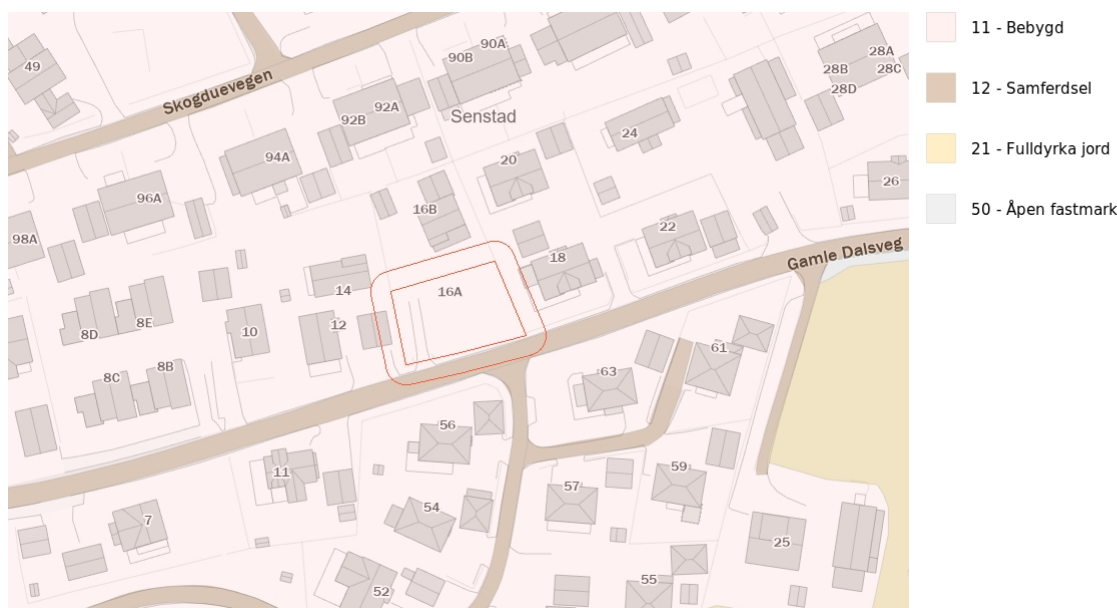 49
90A
90B
Skogduevegen
92A
92B
Senstad
94A
24
28A
28B
28C
28D
96A
20
26
98A
16B
22
18
Gamle Dalsveg
14
16A
12
10
8D
8E
8B
8C
61
63
56
11
59
54
57
7
25
52
55
11 - Bebygd
12 - Samferdsel
21 - Fulldyrka jord
50 - Åpen fastmark